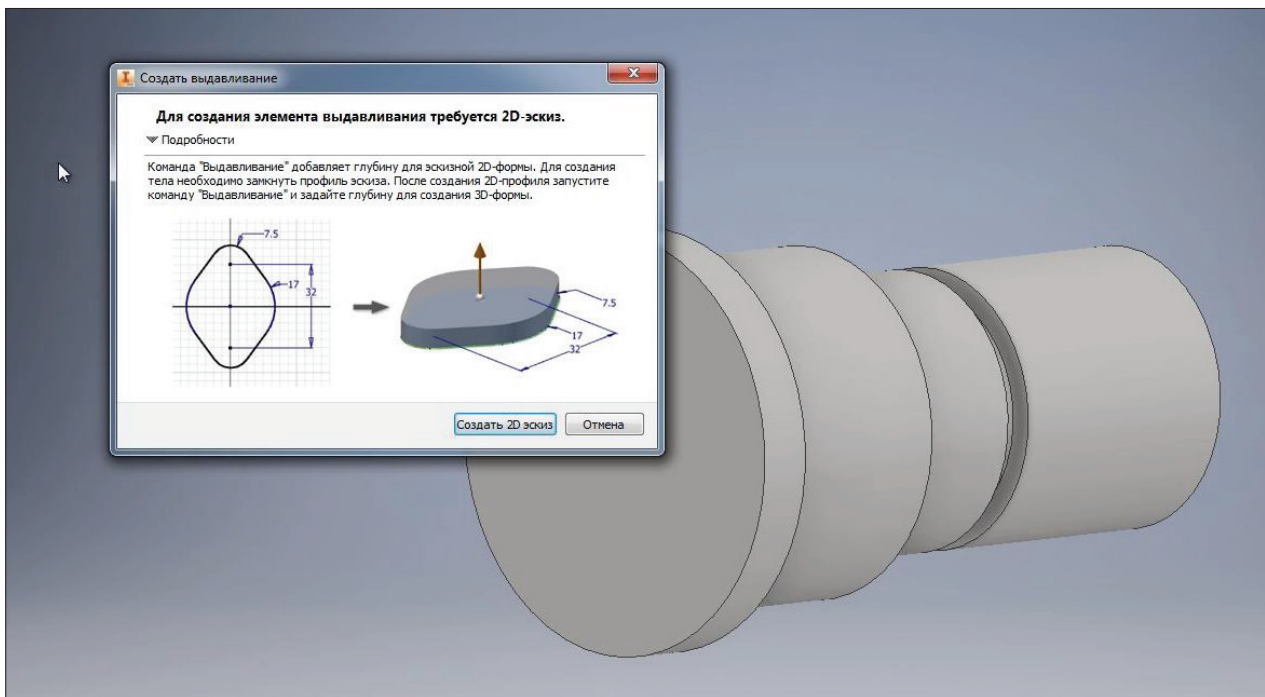 Создать выдавливание
Для создания элемента выдавливания требуется 2D-эскиз.
Подробности
Команда "Выдавливание" добавляет глубину для эскизной 2D-формы. Для создания
тела необходимо замкнуть профиль эскиза. После создания 2D-профиля запустите
команду "Выдавливание" и задайте глубину для создания 3D-формы.
7.5
17
32
7.5
17
32
Создать 2D эскиз
Отмена